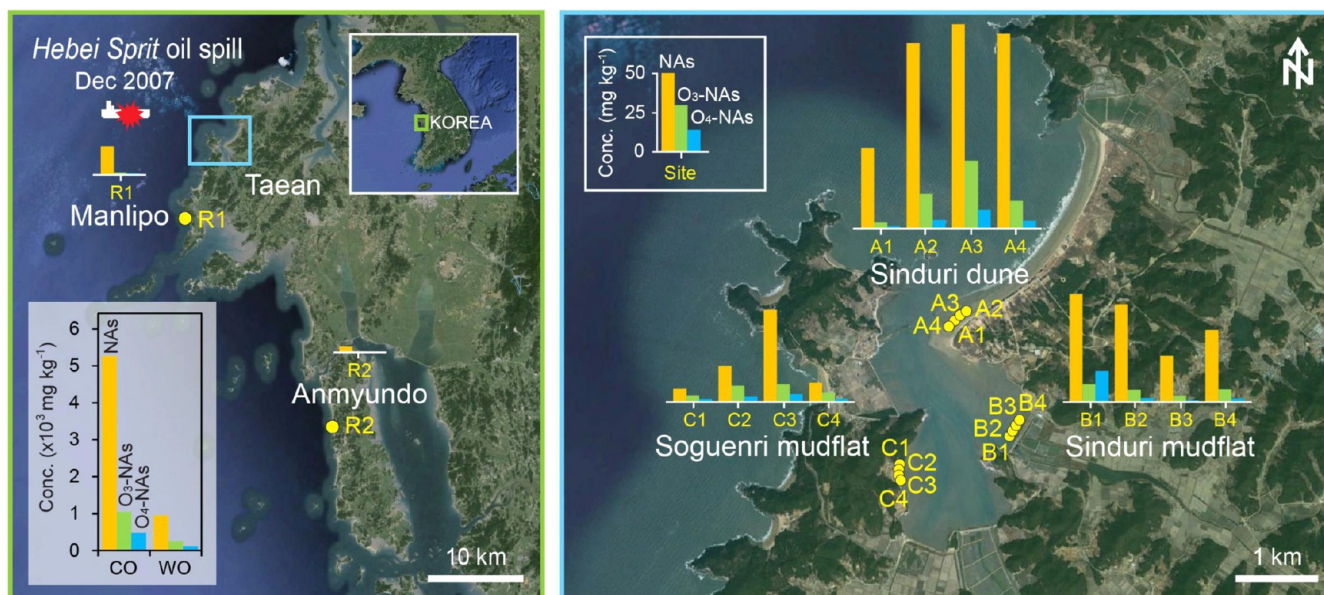 Hebei Sprit oil spill
Dec 2007
KOREA
R1
Taean
Manlipo
R1
R2
Anmyundo
R2
Conc. (x10³ mg kg⁻¹)
6
5
4
3
2
1
0
NAs
O₃-NAs
O₄-NAs
CO
WO
10 km
Conc. (mg kg⁻¹)
50
25
0
NAs
O₃-NAs
O₄-NAs
Site
N
A1 A2 A3 A4
Sinduri dune
A3
A2
A4
A1
C1 C2 C3 C4
Soguenri mudflat
B1 B2 B3 B4
Sinduri mudflat
B3
B4
B2
B1
C1
C2
C3
C4
1 km